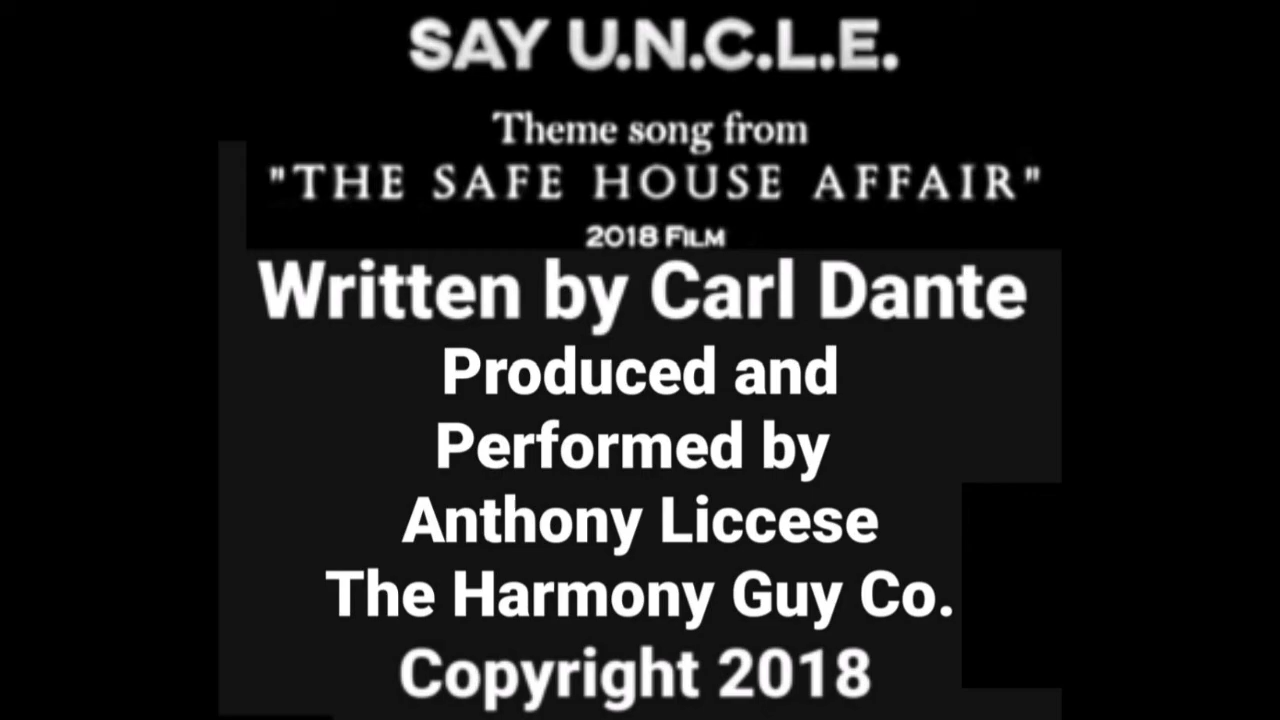 SAY U.N.C.L.E.
Theme song from
"THE SAFE HOUSE AFFAIR"
2018 FILM
Written by Carl Dante
Produced and
Performed by
Anthony Liccese
The Harmony Guy Co.
Copyright 2018